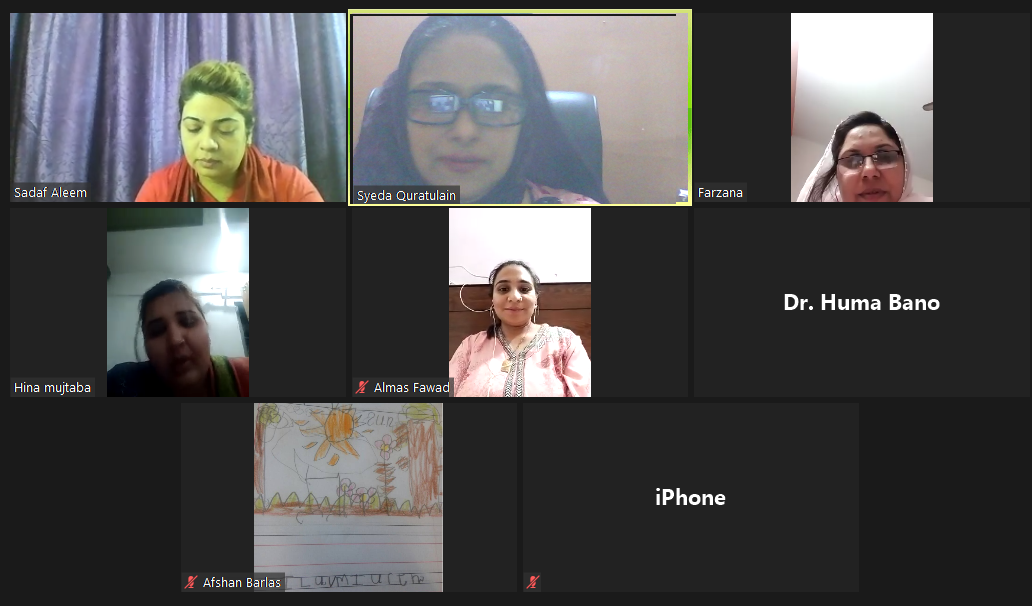 Sadaf Aleem
Syeda Quratulain
Farzana
Hina mujtaba
Almas Fawad
Dr. Huma Bano
Afshan Barlas
iPhone